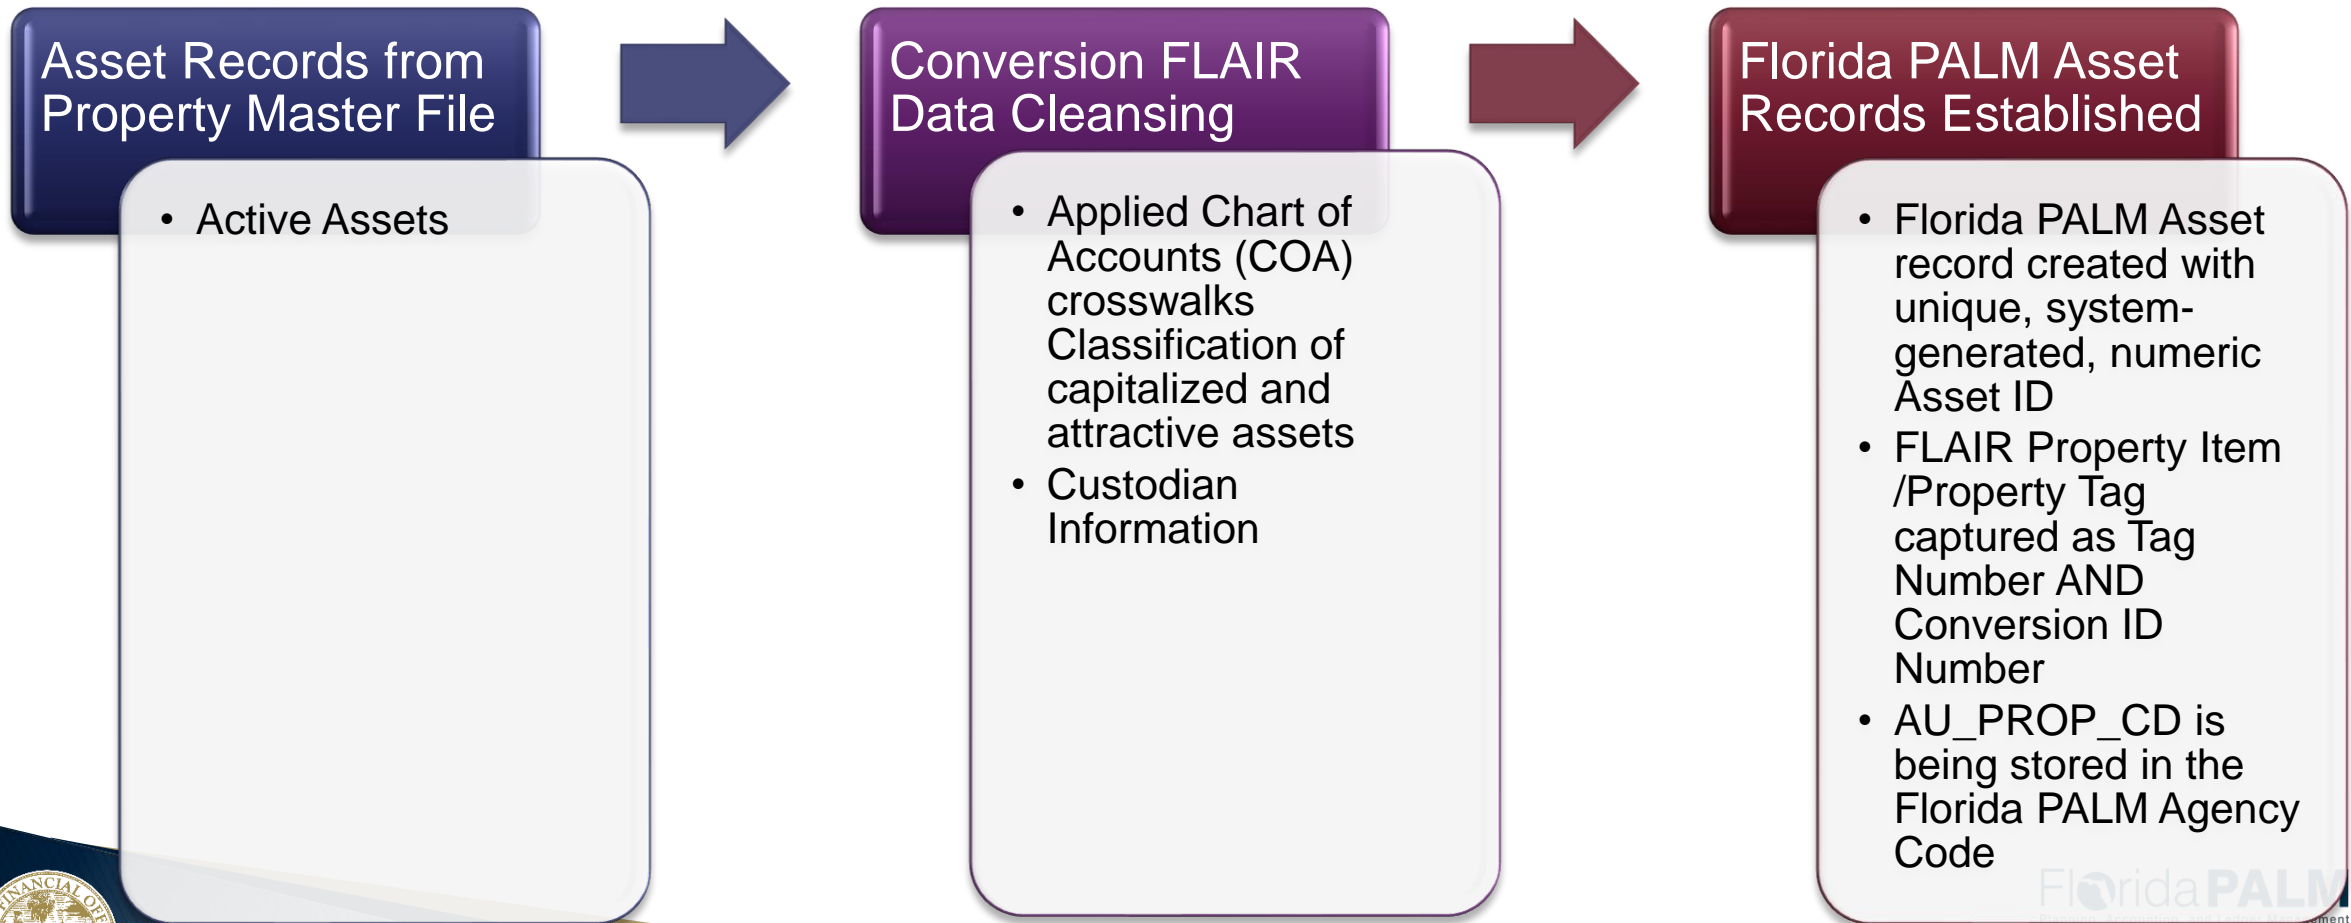 Asset Records from
Property Master File
• Active Assets
Conversion FLAIR
Data Cleansing
• Applied Chart of
Accounts (COA)
crosswalks
Classification of
capitalized and
attractive assets
• Custodian
Information
Florida PALM Asset
Records Established
• Florida PALM Asset
record created with
unique, system-
generated, numeric
Asset ID
• FLAIR Property Item
/Property Tag
captured as Tag
Number AND
Conversion ID
Number
• AU_PROP_CD is
being stored in the
Florida PALM Agency
Code
Florida PALM